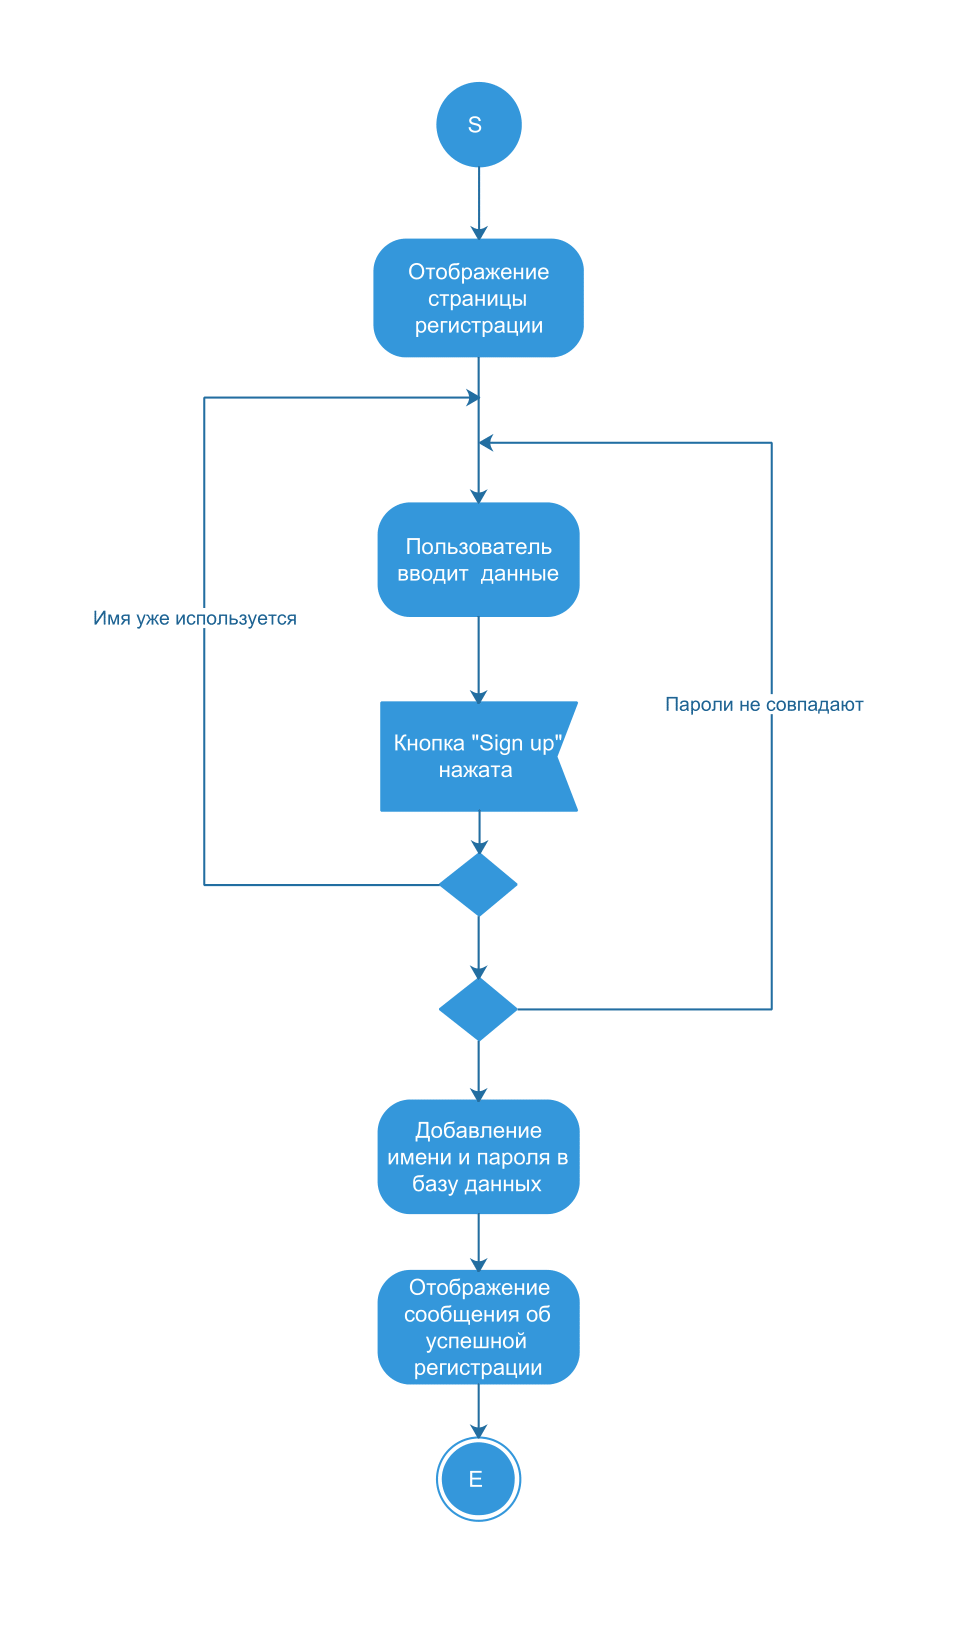 S
Отображение
страницы
регистрации
Пользователь
вводит  данные
Имя уже используется
Пароли не совпадают
Кнопка "Sign up"
нажата
Добавление
имени и пароля в
базу данных
Отображение
сообщения об
успешной
регистрации
E